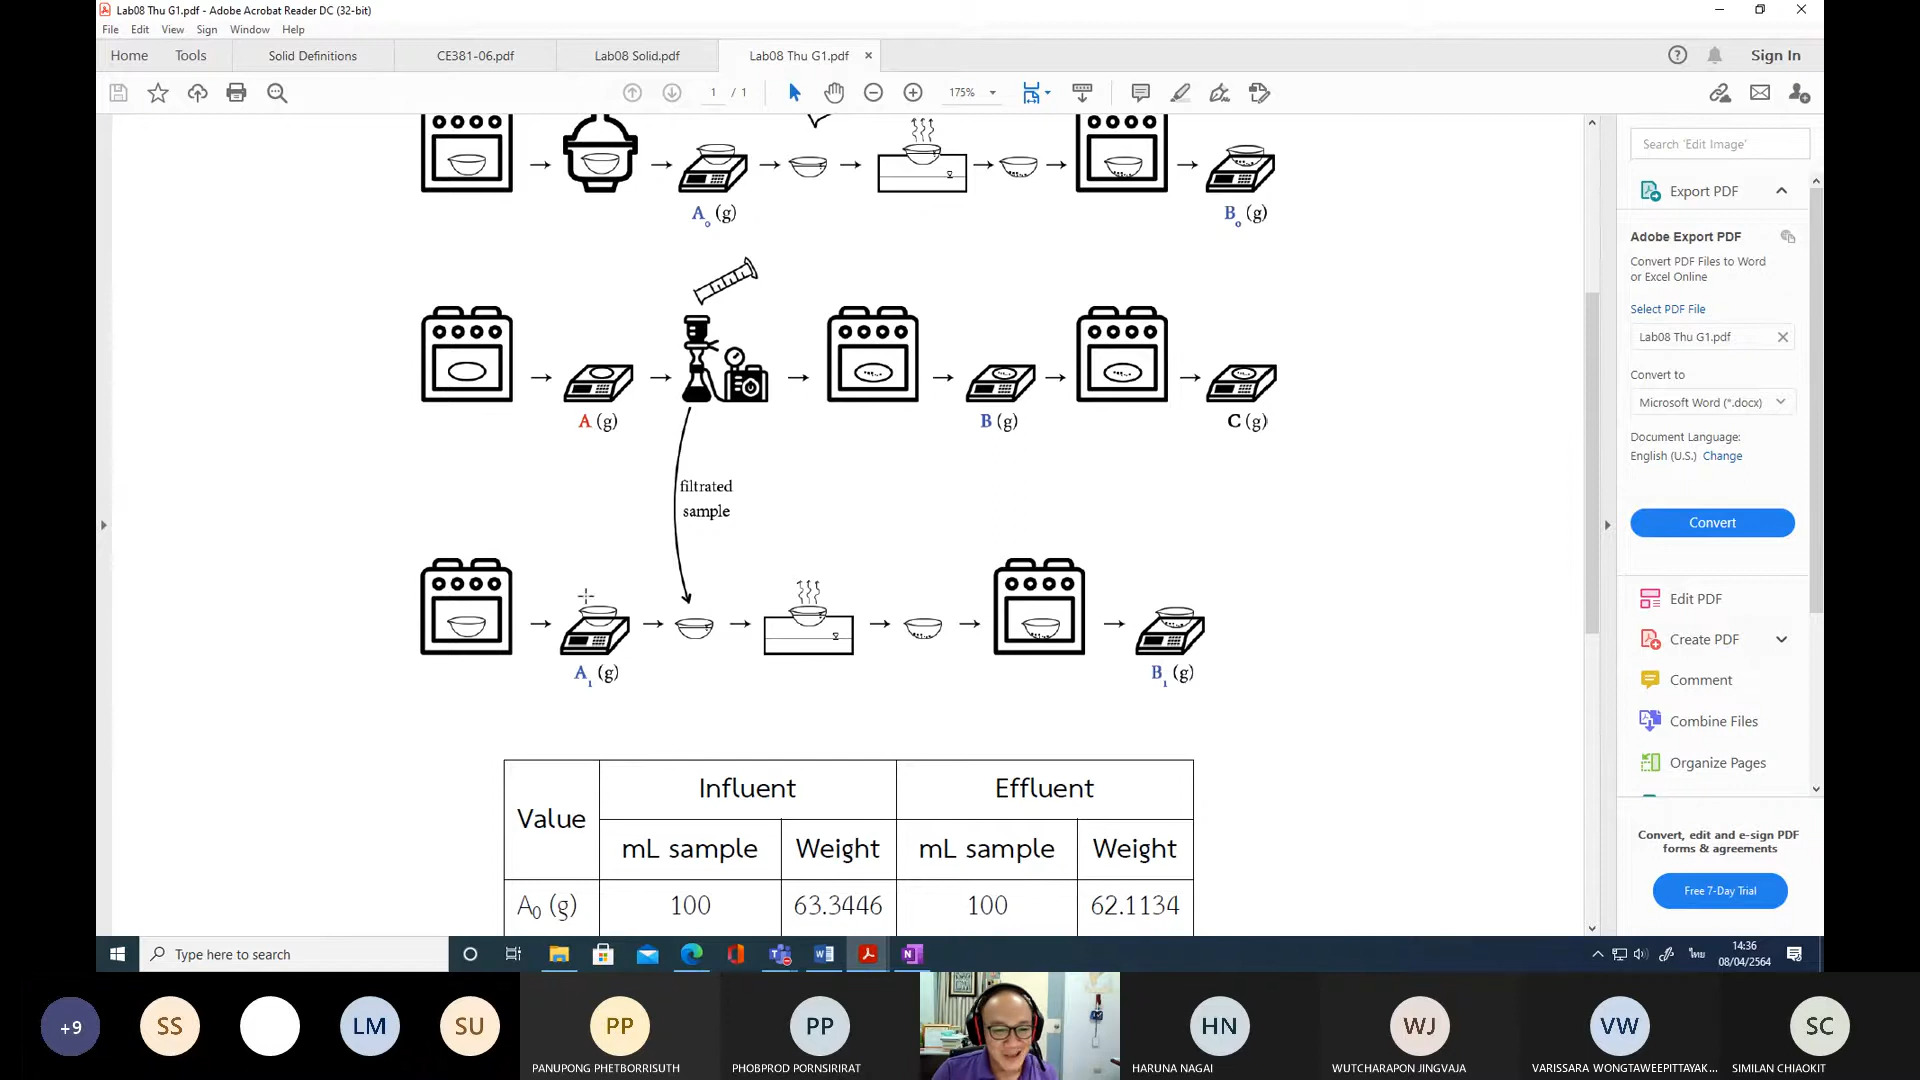 Lab08 Thu G1.pdf - Adobe Acrobat Reader DC (32-bit)
File Edit View Sign Window Help
Home Tools Solid Definitions CE381-06.pdf Lab08 Solid.pdf Lab08 Thu G1.pdf Sign In
1 / 1 175%
A₀ (g) B₀ (g)
A (g) B (g) C (g)
filtrated
sample
A₁ (g) B₁ (g)
Value Influent Effluent
mL sample Weight mL sample Weight
A₀ (g) 100 63.3446 100 62.1134
Search 'Edit Image'
Export PDF
Adobe Export PDF
Convert PDF Files to Word
or Excel Online
Select PDF File
Lab08 Thu G1.pdf
Convert to
Microsoft Word (*.docx)
Document Language:
English (U.S.) Change
Convert
Edit PDF
Create PDF
Comment
Combine Files
Organize Pages
Convert, edit and e-sign PDF
forms & agreements
Free 7-Day Trial
Type here to search
ไทย
14:36
08/04/2564
+9 SS LM SU PP PP HN WJ VW SC
PANUPONG PHETBORRISUTH PHOBPROD PORNSIRIRAT HARUNA NAGAI WUTCHARAPON JINGVAJA VARISSARA WONGTAWEEPITTAYAK... SIMILAN CHIAOKIT